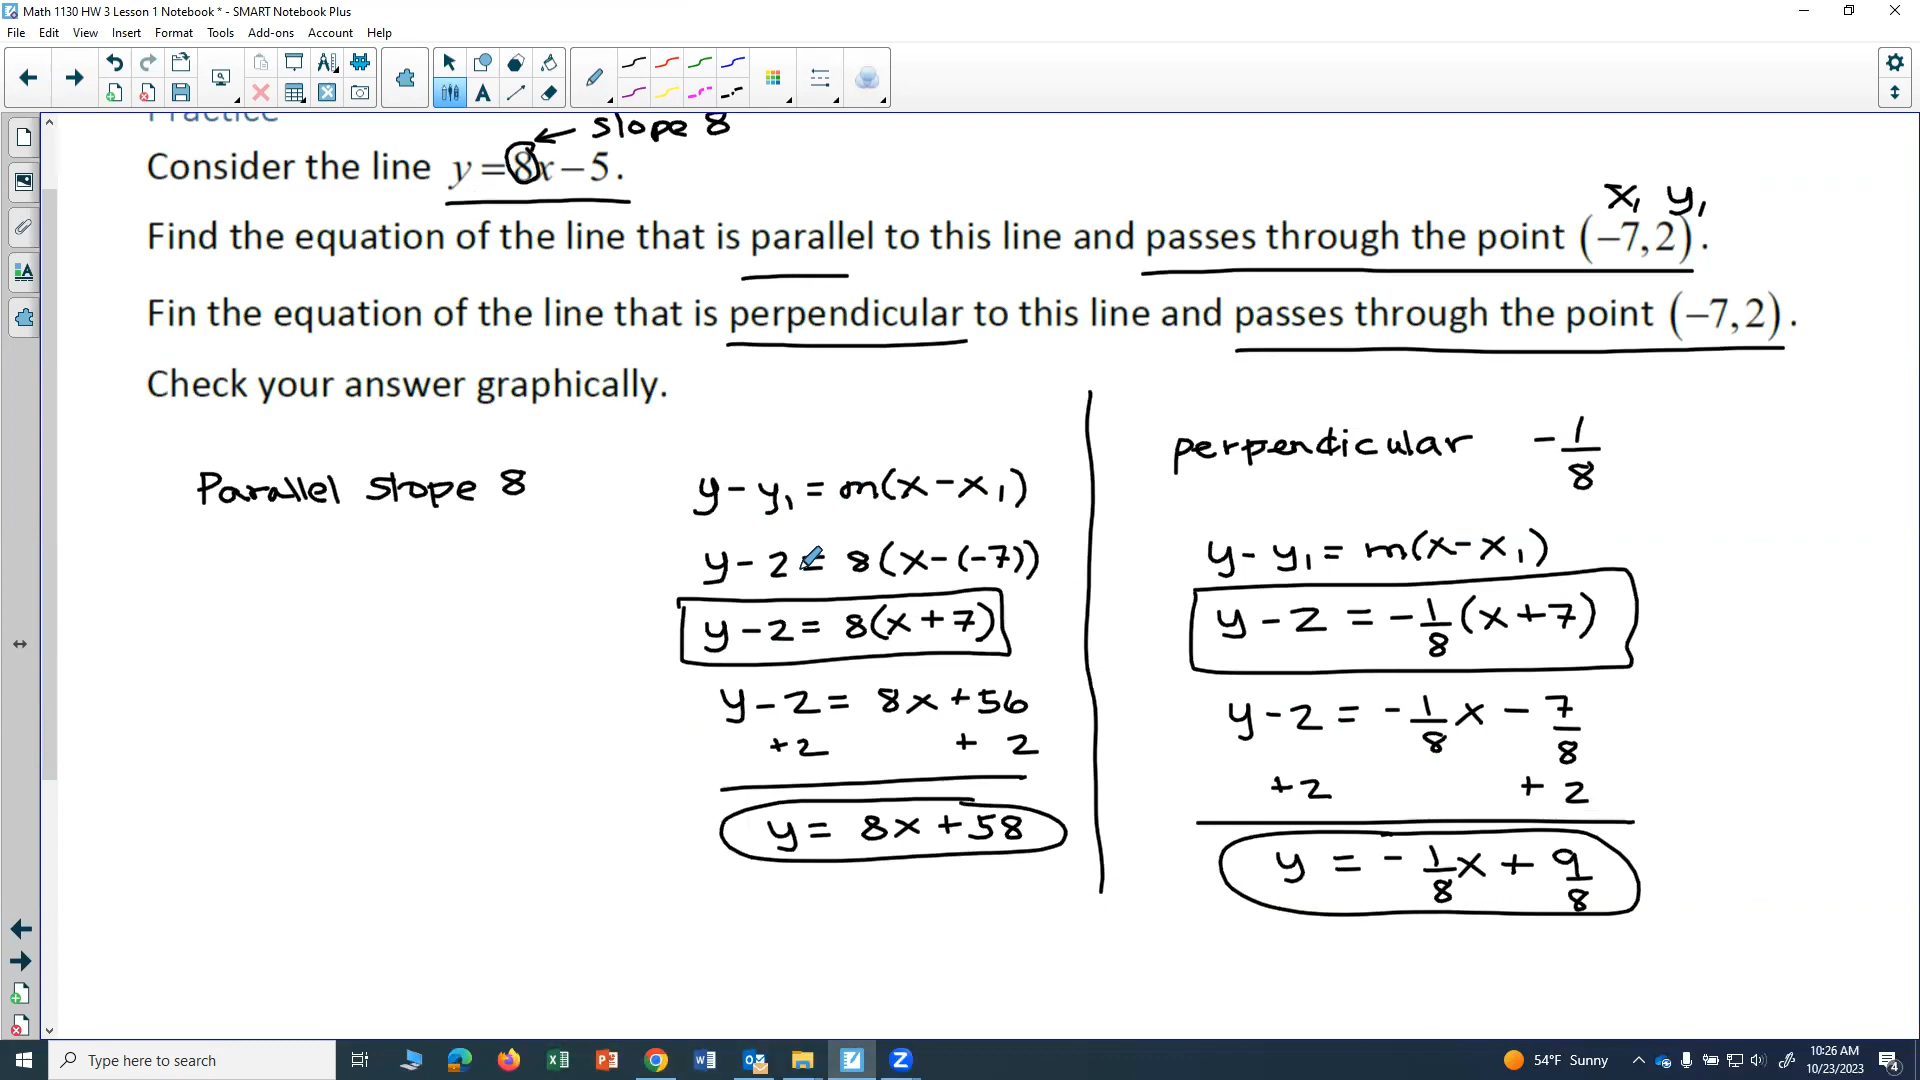 Math 1130 HW 3 Lesson 1 Notebook * - SMART Notebook Plus
File Edit View Insert Format Tools Add-ons Account Help
Practice
slope 8
Consider the line y = 8x − 5.
x₁ y₁
Find the equation of the line that is parallel to this line and passes through the point (−7, 2).
Fin the equation of the line that is perpendicular to this line and passes through the point (−7, 2).
Check your answer graphically.
Parallel slope 8
y - y₁ = m(x - x₁)
y - 2 = 8(x - (-7))
y - 2 = 8(x + 7)
y - 2 = 8x + 56
+2 + 2
y = 8x + 58
perpendicular - 1/8
y - y₁ = m(x - x₁)
y - 2 = - 1/8 (x + 7)
y - 2 = - 1/8 x - 7/8
+2 + 2
y = - 1/8 x + 9/8
Type here to search
54°F Sunny
10:26 AM
10/23/2023
4